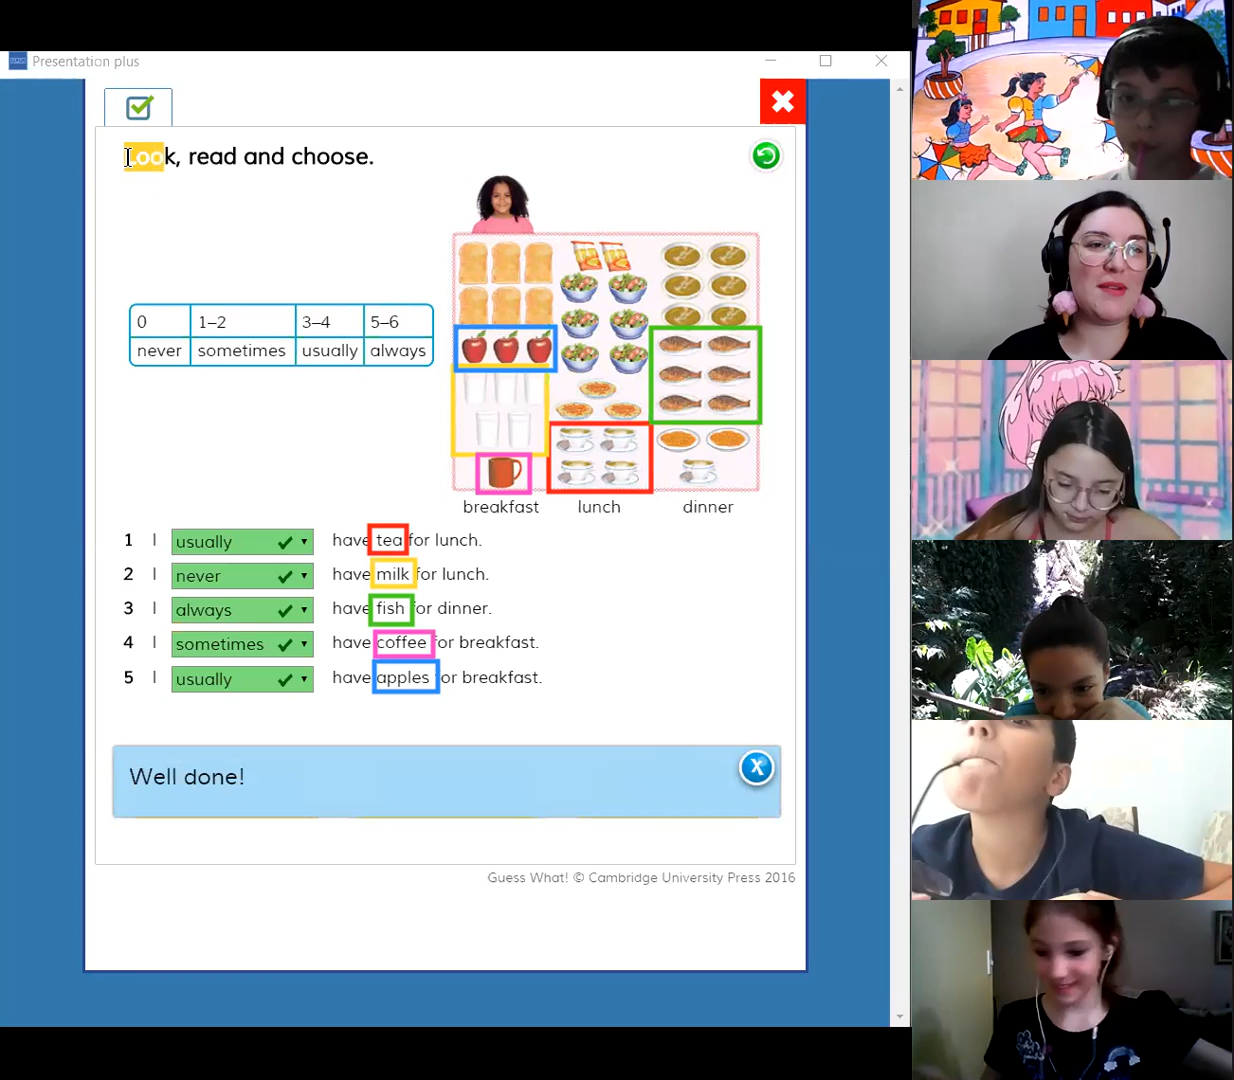 Presentation plus
Look, read and choose.
0 1–2 3–4 5–6
never sometimes usually always
breakfast lunch dinner
1 I usually have tea for lunch.
2 I never have milk for lunch.
3 I always have fish for dinner.
4 I sometimes have coffee for breakfast.
5 I usually have apples for breakfast.
Well done!
X
Guess What! © Cambridge University Press 2016